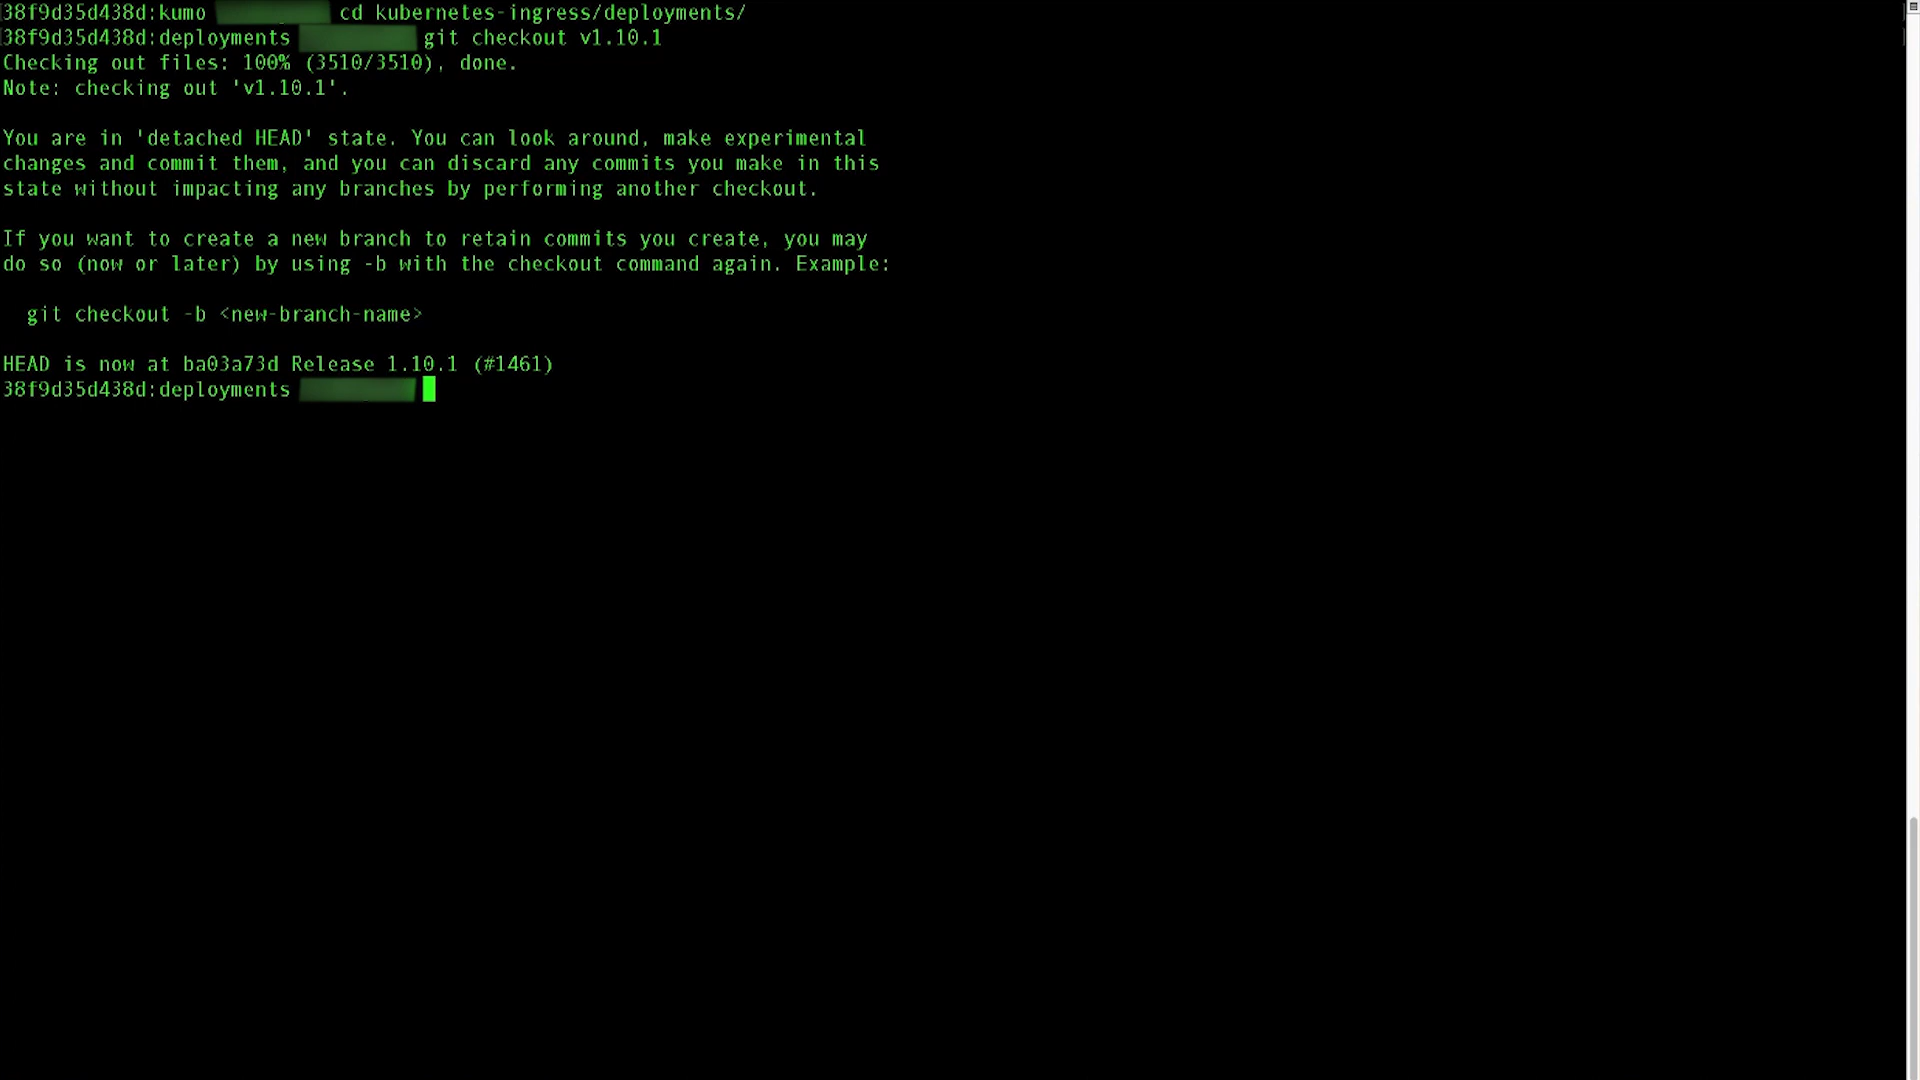 38f9d35d438d:kumo cd kubernetes-ingress/deployments/
38f9d35d438d:deployments git checkout v1.10.1
Checking out files: 100% (3510/3510), done.
Note: checking out 'v1.10.1'.
You are in 'detached HEAD' state. You can look around, make experimental
changes and commit them, and you can discard any commits you make in this
state without impacting any branches by performing another checkout.
If you want to create a new branch to retain commits you create, you may
do so (now or later) by using -b with the checkout command again. Example:
git checkout -b <new-branch-name>
HEAD is now at ba03a73d Release 1.10.1 (#1461)
38f9d35d438d:deployments